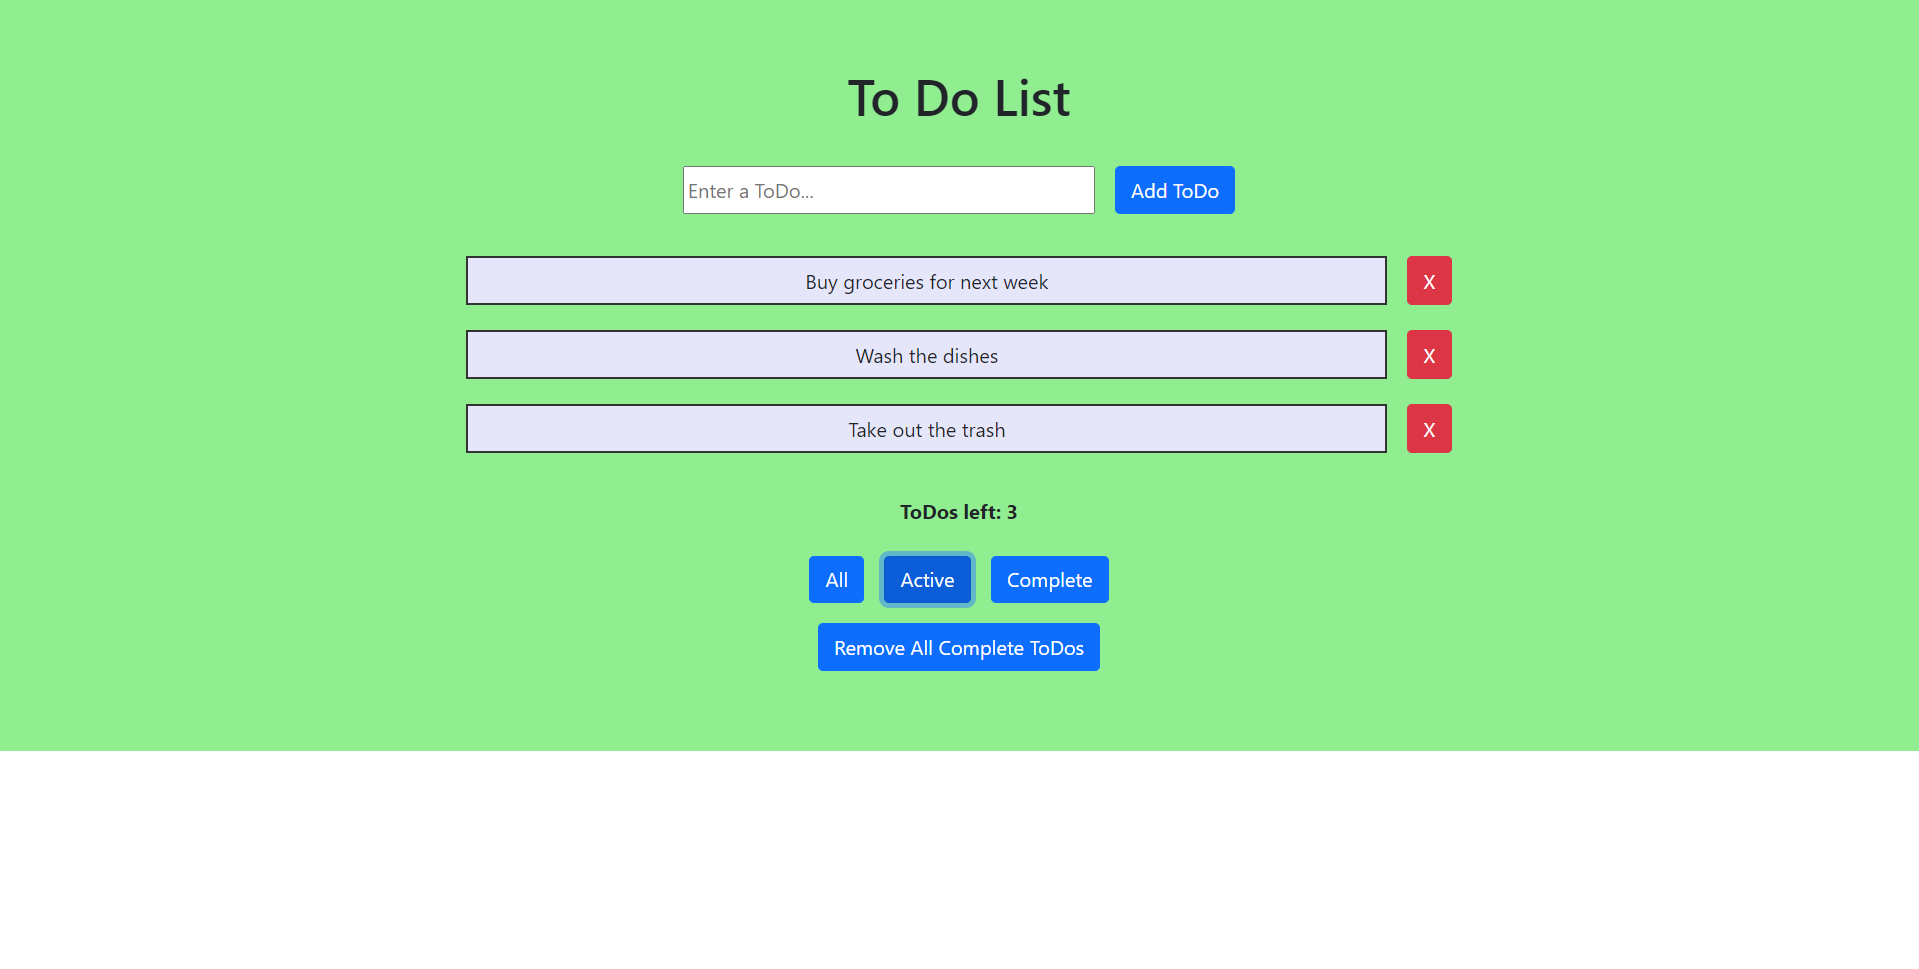 To Do List
Enter a ToDo... Add ToDo
Buy groceries for next week X
Wash the dishes X
Take out the trash X
ToDos left: 3
All Active Complete
Remove All Complete ToDos